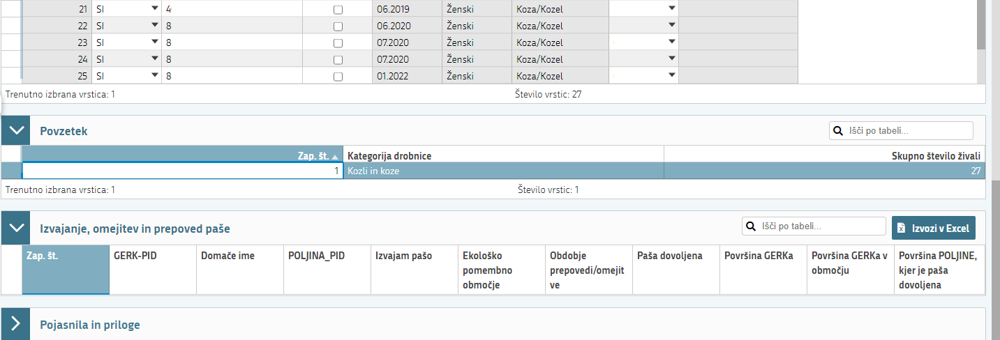 21 SI 4 06.2019 Ženski Koza/Kozel
22 SI 8 06.2020 Ženski Koza/Kozel
23 SI 8 07.2020 Ženski Koza/Kozel
24 SI 8 07.2020 Ženski Koza/Kozel
25 SI 8 01.2022 Ženski Koza/Kozel
Trenutno izbrana vrstica: 1 Število vrstic: 27
Povzetek Išči po tabeli...
Zap. št. Kategorija drobnice Skupno število živali
1 Kozli in koze 27
Trenutno izbrana vrstica: 1 Število vrstic: 1
Izvajanje, omejitev in prepoved paše Išči po tabeli... Izvozi v Excel
Zap. št. GERK-PID Domače ime POLJINA_PID Izvajam pašo Ekološko Obdobje Paša dovoljena Površina GERKa Površina GERKa v Površina POLJINE,
pomembno prepovedi/omejit območju kjer je paša
območje ve dovoljena
Pojasnila in priloge